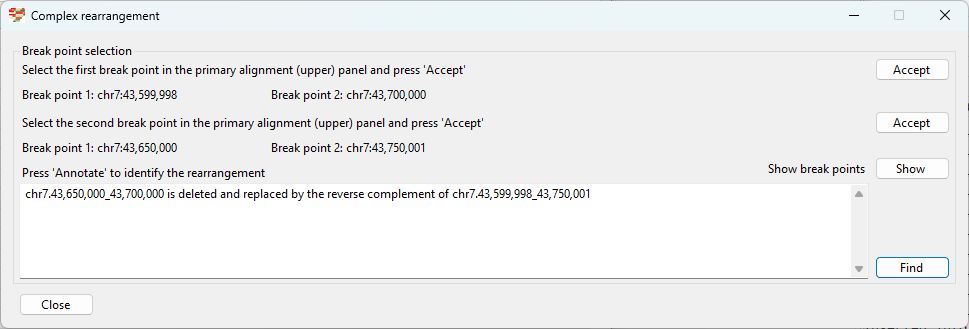 Complex rearrangement
Break point selection
Select the first break point in the primary alignment (upper) panel and press 'Accept'
Accept
Break point 1: chr7:43,599,998 Break point 2: chr7:43,700,000
Select the second break point in the primary alignment (upper) panel and press 'Accept'
Accept
Break point 1: chr7:43,650,000 Break point 2: chr7:43,750,001
Show break points Show
Press 'Annotate' to identify the rearrangement
chr7.43,650,000_43,700,000 is deleted and replaced by the reverse complement of chr7.43,599,998_43,750,001
Find
Close